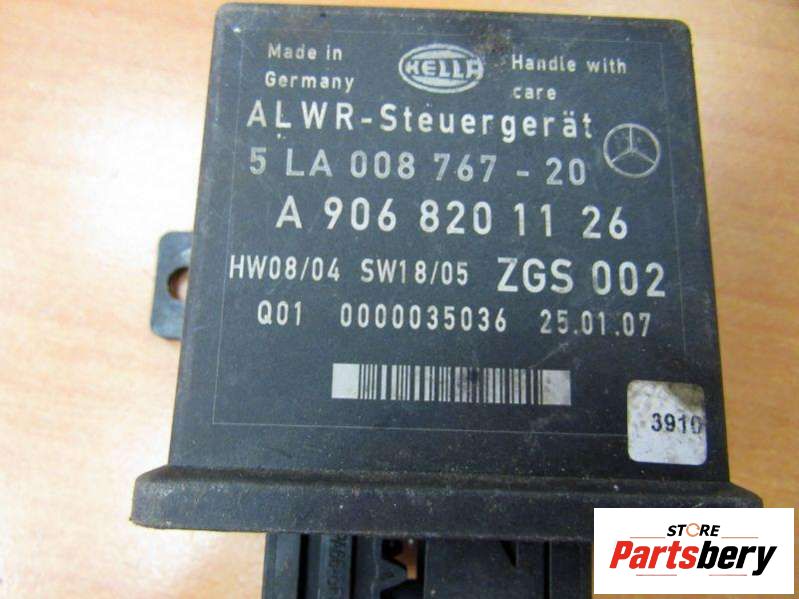 Made in
Germany
HELLA
Handle with
care
ALWR-Steuergerät
5 LA 008 767 - 20
A 906 820 11 26
HW08/04 SW18/05 ZGS 002
Q01 0000035036 25.01.07
3910
STORE
Partsbery